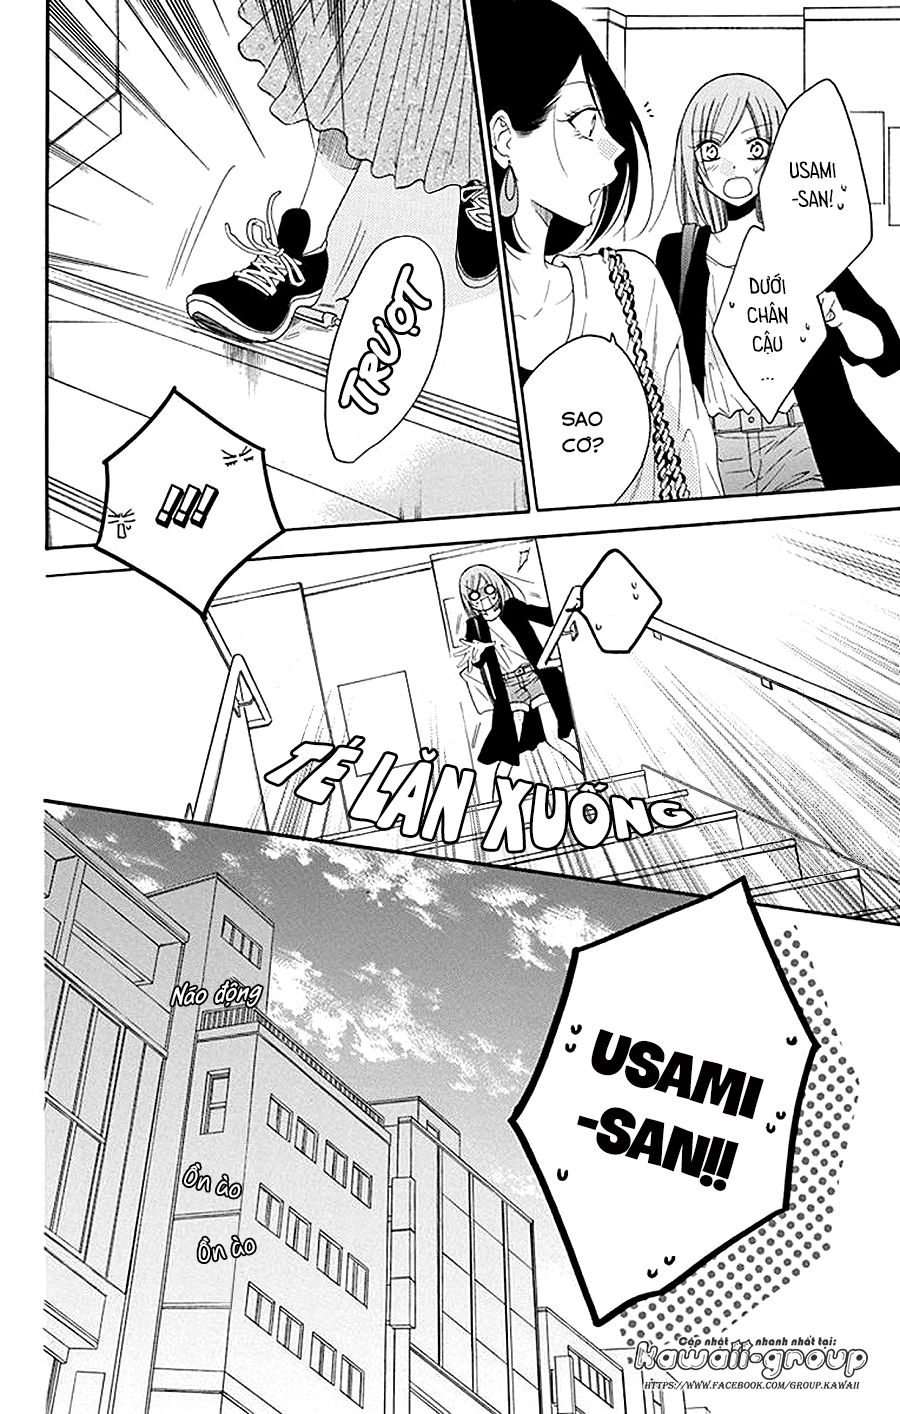 USAMI
-SAN!
DƯỚI
CHÂN
CẬU
...
SAO
CƠ?
TRƯỢT
!!!
TÉ LĂN XUỐNG
USAMI
-SAN!!
Náo động
Ồn ào
Ồn ào
Cập nhật nhanh nhất tại:
kawaii-group
HTTPS://WWW.FACEBOOK.COM/GROUP.KAWAII